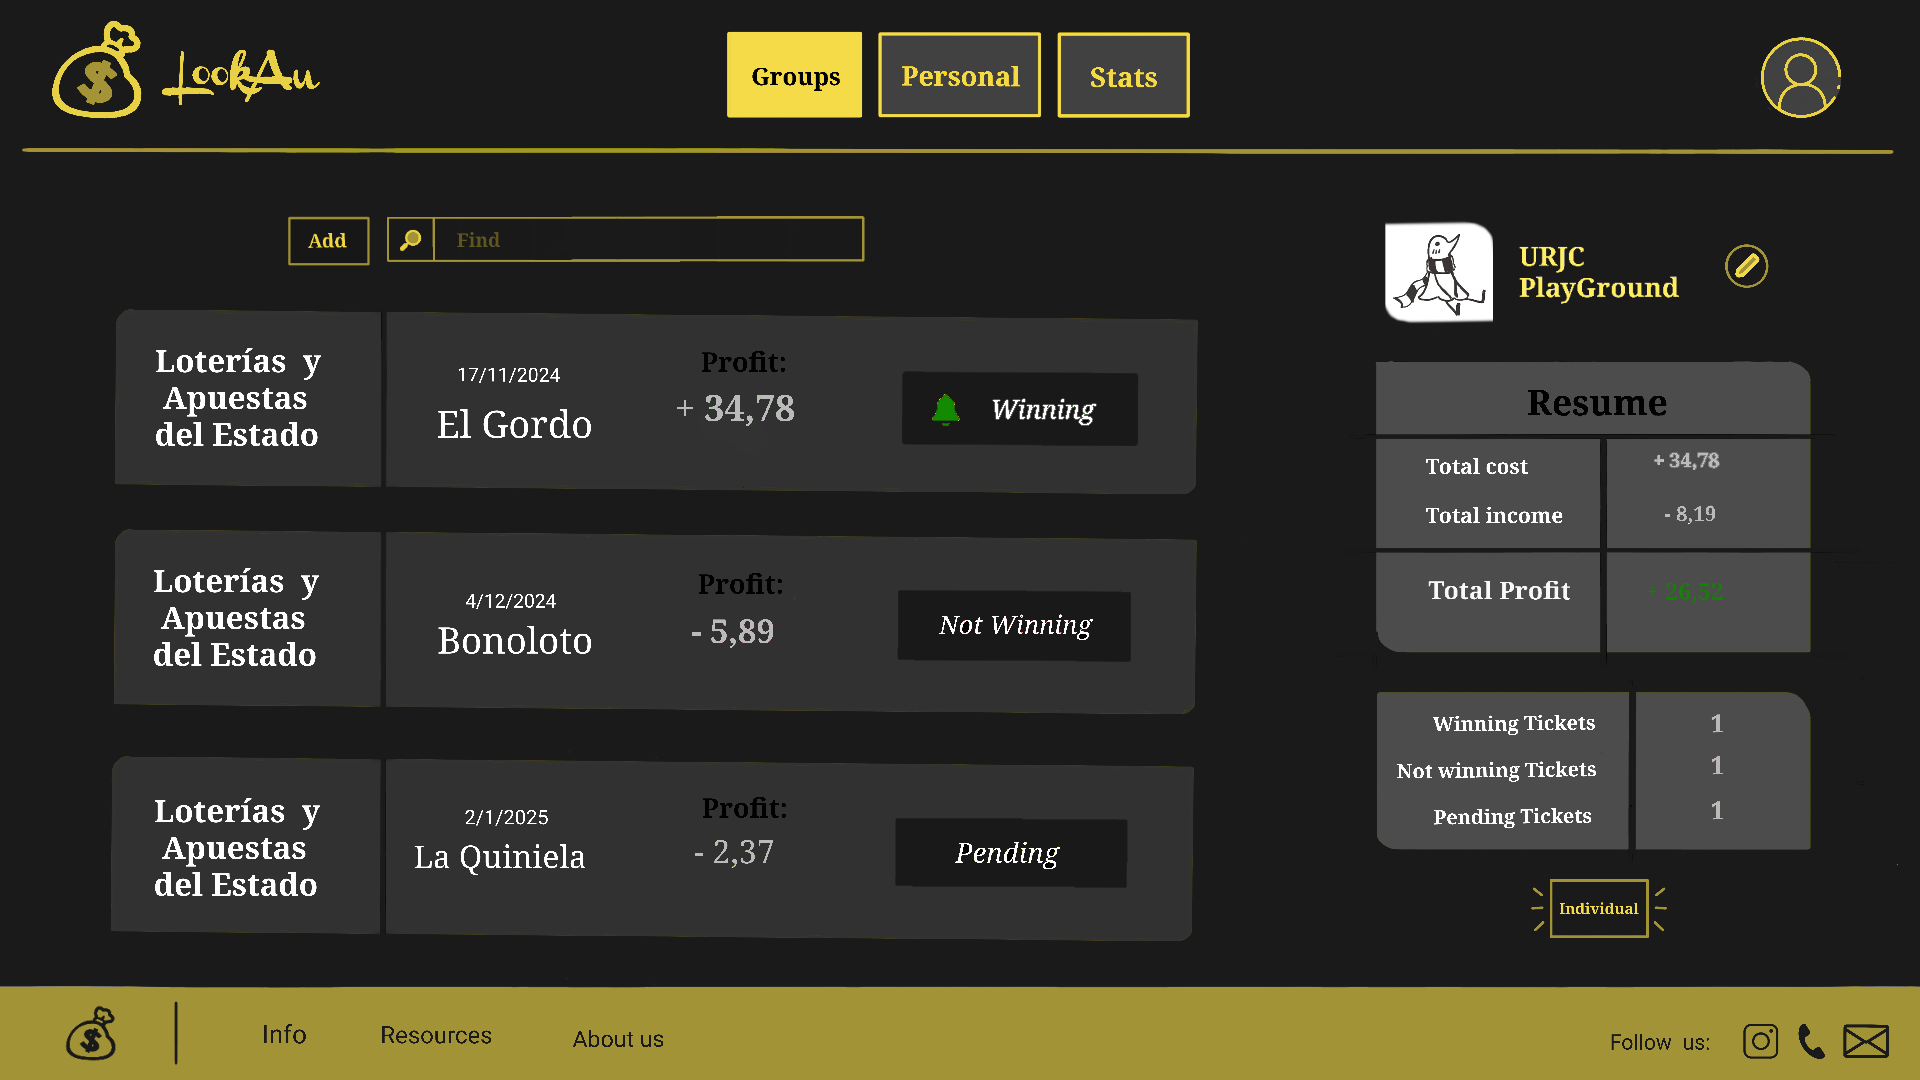 $ LookAu
Groups
Personal
Stats
Add
Find
Loterías y
Apuestas
del Estado
17/11/2024
El Gordo
Profit:
+ 34,78
Winning
Loterías y
Apuestas
del Estado
4/12/2024
Bonoloto
Profit:
- 5,89
Not Winning
Loterías y
Apuestas
del Estado
2/1/2025
La Quiniela
Profit:
- 2,37
Pending
URJC
PlayGround
Resume
Total cost + 34,78
Total income - 8,19
Total Profit + 26,52
Winning Tickets 1
Not winning Tickets 1
Pending Tickets 1
Individual
$
Info
Resources
About us
Follow us: